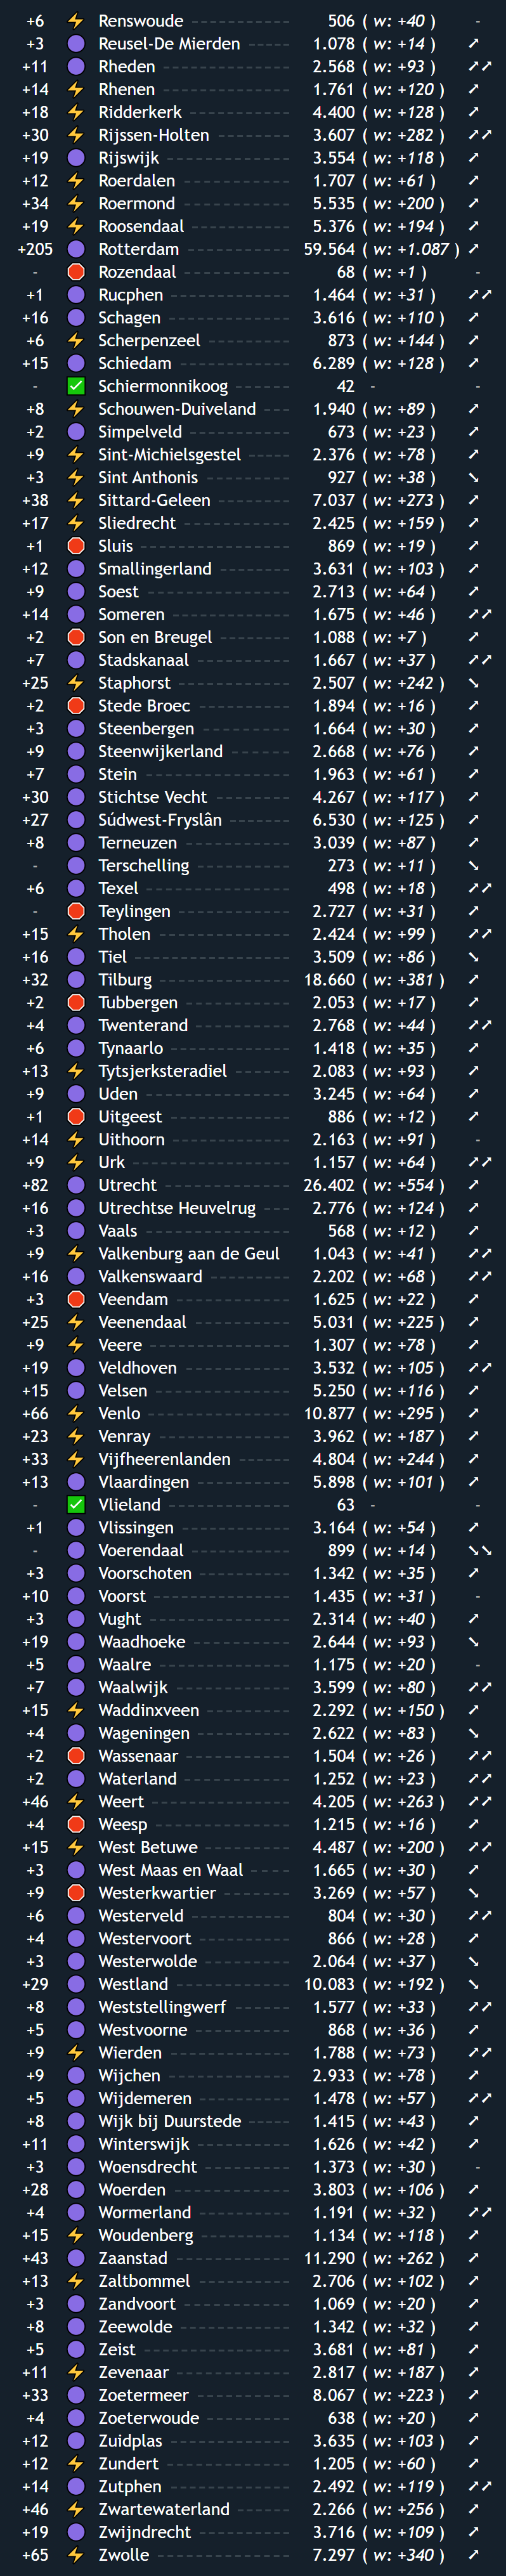 +6 ⚡ Renswoude ------ 506 ( w: +40 ) -
+3 Reusel-De Mierden ------ 1.078 ( w: +14 ) ➚
+11 Rheden ------ 2.568 ( w: +93 ) ➚➚
+14 ⚡ Rhenen ------ 1.761 ( w: +120 ) ➚
+18 ⚡ Ridderkerk ------ 4.400 ( w: +128 ) ➚
+30 ⚡ Rijssen-Holten ------ 3.607 ( w: +282 ) ➚➚
+19 Rijswijk ------ 3.554 ( w: +118 ) ➚
+12 ⚡ Roerdalen ------ 1.707 ( w: +61 ) ➚
+34 ⚡ Roermond ------ 5.535 ( w: +200 ) ➚
+19 ⚡ Roosendaal ------ 5.376 ( w: +194 ) ➚
+205 Rotterdam ------ 59.564 ( w: +1.087 ) ➚
- Rozendaal ------ 68 ( w: +1 ) -
+1 Rucphen ------ 1.464 ( w: +31 ) ➚➚
+16 Schagen ------ 3.616 ( w: +110 ) ➚
+6 ⚡ Scherpenzeel ------ 873 ( w: +144 ) ➚
+15 Schiedam ------ 6.289 ( w: +128 ) ➚
- ✅ Schiermonnikoog ------ 42 - -
+8 ⚡ Schouwen-Duiveland ---- 1.940 ( w: +89 ) ➚
+2 Simpelveld ------ 673 ( w: +23 ) ➚
+9 ⚡ Sint-Michielsgestel ------ 2.376 ( w: +78 ) ➚
+3 ⚡ Sint Anthonis ------ 927 ( w: +38 ) ➘
+38 ⚡ Sittard-Geleen ------ 7.037 ( w: +273 ) ➚
+17 ⚡ Sliedrecht ------ 2.425 ( w: +159 ) ➚
+1 Sluis ------ 869 ( w: +19 ) ➚
+12 Smallingerland ------ 3.631 ( w: +103 ) ➚
+9 Soest ------ 2.713 ( w: +64 ) ➚
+14 Someren ------ 1.675 ( w: +46 ) ➚➚
+2 Son en Breugel ------ 1.088 ( w: +7 ) ➚
+7 Stadskanaal ------ 1.667 ( w: +37 ) ➚➚
+25 ⚡ Staphorst ------ 2.507 ( w: +242 ) ➘
+2 Stede Broec ------ 1.894 ( w: +16 ) ➚
+3 Steenbergen ------ 1.664 ( w: +30 ) ➚
+9 Steenwijkerland ------ 2.668 ( w: +76 ) ➚
+7 Stein ------ 1.963 ( w: +61 ) ➚
+30 Stichtse Vecht ------ 4.267 ( w: +117 ) ➚
+27 Súdwest-Fryslân ------ 6.530 ( w: +125 ) ➚
+8 Terneuzen ------ 3.039 ( w: +87 ) ➚
- Terschelling ------ 273 ( w: +11 ) ➘
+6 Texel ------ 498 ( w: +18 ) ➚➚
- Teylingen ------ 2.727 ( w: +31 ) ➚
+15 ⚡ Tholen ------ 2.424 ( w: +99 ) ➚➚
+16 Tiel ------ 3.509 ( w: +86 ) ➘
+32 Tilburg ------ 18.660 ( w: +381 ) ➚
+2 Tubbergen ------ 2.053 ( w: +17 ) ➚
+4 Twenterand ------ 2.768 ( w: +44 ) ➚➚
+6 Tynaarlo ------ 1.418 ( w: +35 ) ➚
+13 ⚡ Tytsjerksteradiel ------ 2.083 ( w: +93 ) ➚
+9 Uden ------ 3.245 ( w: +64 ) ➚
+1 Uitgeest ------ 886 ( w: +12 ) ➚
+14 ⚡ Uithoorn ------ 2.163 ( w: +91 ) -
+9 ⚡ Urk ------ 1.157 ( w: +64 ) ➚➚
+82 Utrecht ------ 26.402 ( w: +554 ) ➚
+16 Utrechtse Heuvelrug ---- 2.776 ( w: +124 ) ➚
+3 Vaals ------ 568 ( w: +12 ) ➚
+9 ⚡ Valkenburg aan de Geul - 1.043 ( w: +41 ) ➚➚
+16 Valkenswaard ------ 2.202 ( w: +68 ) ➚➚
+3 Veendam ------ 1.625 ( w: +22 ) ➚
+25 ⚡ Veenendaal ------ 5.031 ( w: +225 ) ➚
+9 ⚡ Veere ------ 1.307 ( w: +78 ) ➚
+19 Veldhoven ------ 3.532 ( w: +105 ) ➚➚
+15 Velsen ------ 5.250 ( w: +116 ) ➚
+66 ⚡ Venlo ------ 10.877 ( w: +295 ) ➚
+23 ⚡ Venray ------ 3.962 ( w: +187 ) ➚
+33 ⚡ Vijfheerenlanden ------ 4.804 ( w: +244 ) ➚
+13 Vlaardingen ------ 5.898 ( w: +101 ) ➚
- ✅ Vlieland ------ 63 - -
+1 Vlissingen ------ 3.164 ( w: +54 ) ➚
- Voerendaal ------ 899 ( w: +14 ) ➘➘
+3 Voorschoten ------ 1.342 ( w: +35 ) ➚
+10 Voorst ------ 1.435 ( w: +31 ) -
+3 Vught ------ 2.314 ( w: +40 ) ➚
+19 Waadhoeke ------ 2.644 ( w: +93 ) ➘
+5 Waalre ------ 1.175 ( w: +20 ) -
+7 Waalwijk ------ 3.599 ( w: +80 ) ➚➚
+15 ⚡ Waddinxveen ------ 2.292 ( w: +150 ) ➚
+4 Wageningen ------ 2.622 ( w: +83 ) ➘
+2 Wassenaar ------ 1.504 ( w: +26 ) ➚➚
+2 Waterland ------ 1.252 ( w: +23 ) ➚➚
+46 ⚡ Weert ------ 4.205 ( w: +263 ) ➚➚
+4 Weesp ------ 1.215 ( w: +16 ) ➚
+15 ⚡ West Betuwe ------ 4.487 ( w: +200 ) ➚➚
+3 West Maas en Waal ------ 1.665 ( w: +30 ) ➚
+9 Westerkwartier ------ 3.269 ( w: +57 ) ➘
+6 Westerveld ------ 804 ( w: +30 ) ➚➚
+4 Westervoort ------ 866 ( w: +28 ) ➚
+3 Westerwolde ------ 2.064 ( w: +37 ) ➘
+29 Westland ------ 10.083 ( w: +192 ) ➘
+8 Weststellingwerf ------ 1.577 ( w: +33 ) ➚➚
+5 Westvoorne ------ 868 ( w: +36 ) ➚
+9 ⚡ Wierden ------ 1.788 ( w: +73 ) ➚➚
+9 Wijchen ------ 2.933 ( w: +78 ) ➚
+5 Wijdemeren ------ 1.478 ( w: +57 ) ➚➚
+8 Wijk bij Duurstede ------ 1.415 ( w: +43 ) ➚
+11 Winterswijk ------ 1.626 ( w: +42 ) ➚
+3 Woensdrecht ------ 1.373 ( w: +30 ) -
+28 Woerden ------ 3.803 ( w: +106 ) ➚
+4 Wormerland ------ 1.191 ( w: +32 ) ➚➚
+15 ⚡ Woudenberg ------ 1.134 ( w: +118 ) ➚
+43 Zaanstad ------ 11.290 ( w: +262 ) ➚
+13 ⚡ Zaltbommel ------ 2.706 ( w: +102 ) ➚
+3 Zandvoort ------ 1.069 ( w: +20 ) ➚
+8 Zeewolde ------ 1.342 ( w: +32 ) ➚
+5 Zeist ------ 3.681 ( w: +81 ) ➚
+11 ⚡ Zevenaar ------ 2.817 ( w: +187 ) ➚
+33 Zoetermeer ------ 8.067 ( w: +223 ) ➚
+4 Zoeterwoude ------ 638 ( w: +20 ) ➚
+12 Zuidplas ------ 3.635 ( w: +103 ) ➚
+12 ⚡ Zundert ------ 1.205 ( w: +60 ) ➚
+14 Zutphen ------ 2.492 ( w: +119 ) ➚➚
+46 ⚡ Zwartewaterland ------ 2.266 ( w: +256 ) ➚
+19 Zwijndrecht ------ 3.716 ( w: +109 ) ➚
+65 ⚡ Zwolle ------ 7.297 ( w: +340 ) ➚